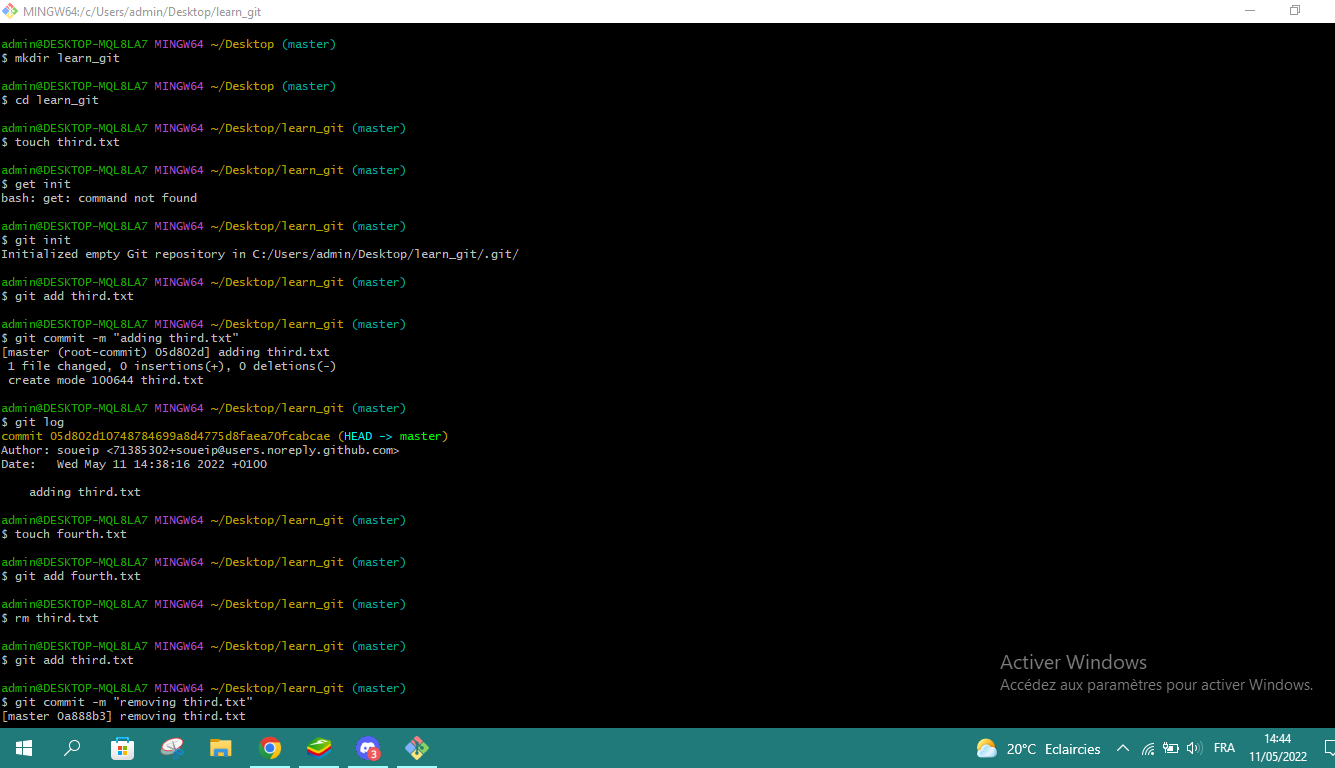 MINGW64:/c/Users/admin/Desktop/learn_git
admin@DESKTOP-MQL8LA7 MINGW64 ~/Desktop (master)
$ mkdir learn_git
admin@DESKTOP-MQL8LA7 MINGW64 ~/Desktop (master)
$ cd learn_git
admin@DESKTOP-MQL8LA7 MINGW64 ~/Desktop/learn_git (master)
$ touch third.txt
admin@DESKTOP-MQL8LA7 MINGW64 ~/Desktop/learn_git (master)
$ get init
bash: get: command not found
admin@DESKTOP-MQL8LA7 MINGW64 ~/Desktop/learn_git (master)
$ git init
Initialized empty Git repository in C:/Users/admin/Desktop/learn_git/.git/
admin@DESKTOP-MQL8LA7 MINGW64 ~/Desktop/learn_git (master)
$ git add third.txt
admin@DESKTOP-MQL8LA7 MINGW64 ~/Desktop/learn_git (master)
$ git commit -m "adding third.txt"
[master (root-commit) 05d802d] adding third.txt
 1 file changed, 0 insertions(+), 0 deletions(-)
 create mode 100644 third.txt
admin@DESKTOP-MQL8LA7 MINGW64 ~/Desktop/learn_git (master)
$ git log
commit 05d802d10748784699a8d4775d8faea70fcabcae (HEAD -> master)
Author: soueip <71385302+soueip@users.noreply.github.com>
Date:   Wed May 11 14:38:16 2022 +0100
    adding third.txt
admin@DESKTOP-MQL8LA7 MINGW64 ~/Desktop/learn_git (master)
$ touch fourth.txt
admin@DESKTOP-MQL8LA7 MINGW64 ~/Desktop/learn_git (master)
$ git add fourth.txt
admin@DESKTOP-MQL8LA7 MINGW64 ~/Desktop/learn_git (master)
$ rm third.txt
admin@DESKTOP-MQL8LA7 MINGW64 ~/Desktop/learn_git (master)
$ git add third.txt
admin@DESKTOP-MQL8LA7 MINGW64 ~/Desktop/learn_git (master)
$ git commit -m "removing third.txt"
[master 0a888b3] removing third.txt
Activer Windows
Accédez aux paramètres pour activer Windows.
3
20°C Eclaircies
FRA
14:44
11/05/2022